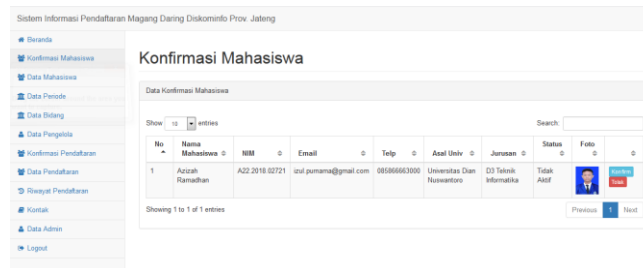 Sistem Informasi Pendaftaran Magang Daring Diskominfo Prov. Jateng
Beranda
Konfirmasi Mahasiswa
Data Mahasiswa
Data Periode
Data Bidang
Data Pengelola
Konfirmasi Pendaftaran
Data Pendaftaran
Riwayat Pendaftaran
Kontak
Data Admin
Logout
Konfirmasi Mahasiswa
Data Konfirmasi Mahasiswa
Show 10 entries
Search:
No Nama Mahasiswa NIM Email Telp Asal Univ Jurusan Status Foto
1 Azizah Ramadhan A22.2018.02721 izul.purnama@gmail.com 085866663000 Universitas Dian Nuswantoro D3 Teknik Informatika Tidak Aktif Konfirm Tolak
Showing 1 to 1 of 1 entries
Previous 1 Next